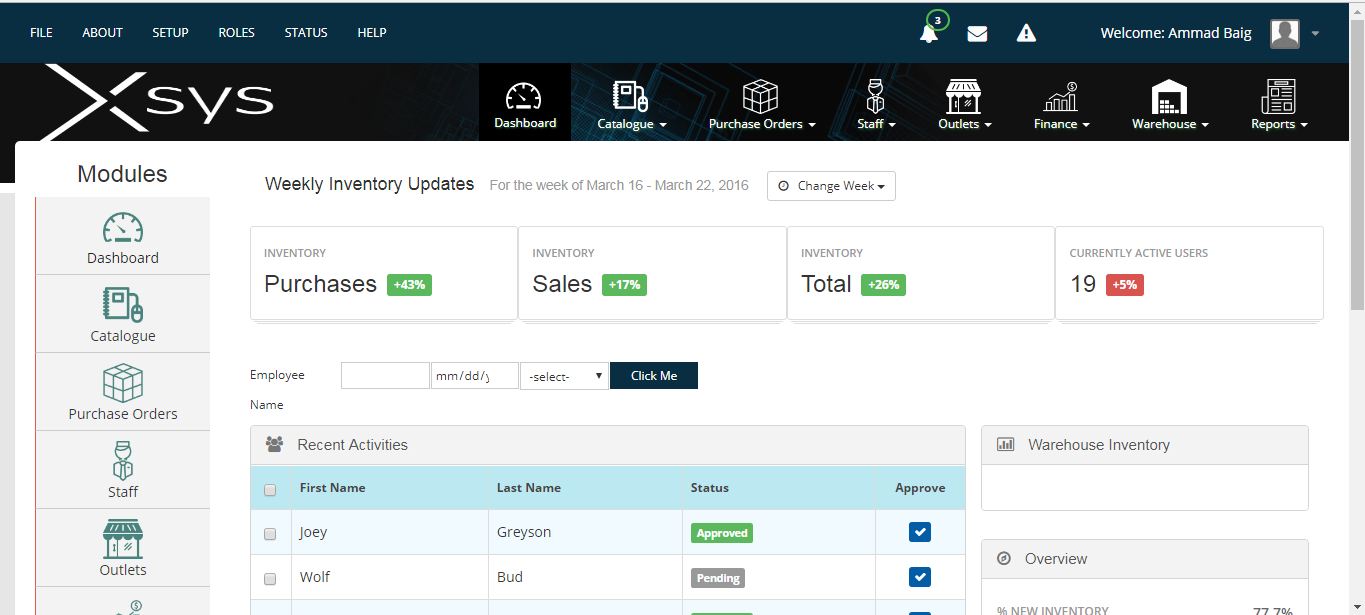 FILE ABOUT SETUP ROLES STATUS HELP 3 Welcome: Ammad Baig
Xsys
Dashboard Catalogue Purchase Orders Staff Outlets Finance Warehouse Reports
Modules
Dashboard
Catalogue
Purchase Orders
Staff
Outlets
Weekly Inventory Updates For the week of March 16 - March 22, 2016 Change Week
INVENTORY
Purchases +43%
INVENTORY
Sales +17%
INVENTORY
Total +26%
CURRENTLY ACTIVE USERS
19 +5%
Employee mm/dd/y -select- Click Me
Name
Recent Activities
First Name Last Name Status Approve
Joey Greyson Approved
Wolf Bud Pending
Warehouse Inventory
Overview
% NEW INVENTORY 77.7%